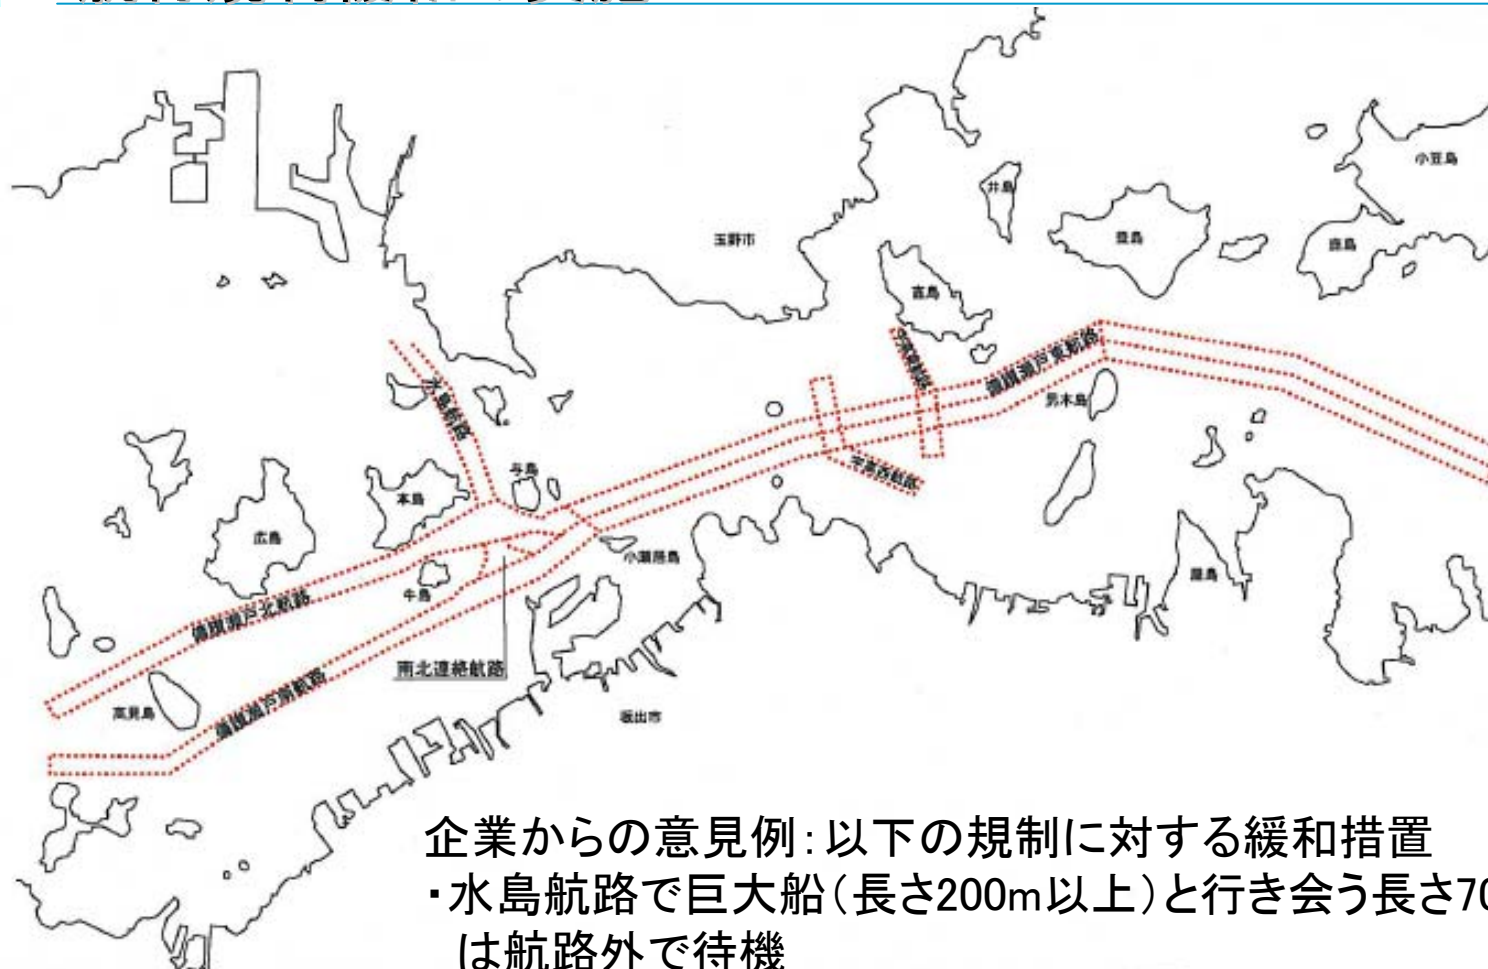 小豆島
井島
玉野市
豊島
直島
宇高東航路
備讃瀬戸東航路
男木島
水島航路
宇高西航路
与島
本島
小瀬居島
広島
屋島
牛島
備讃瀬戸北航路
南北連絡航路
備讃瀬戸南航路
高見島
坂出市
企業からの意見例：以下の規制に対する緩和措置
・水島航路で巨大船（長さ200m以上）と行き会う長さ70
は航路外で待機